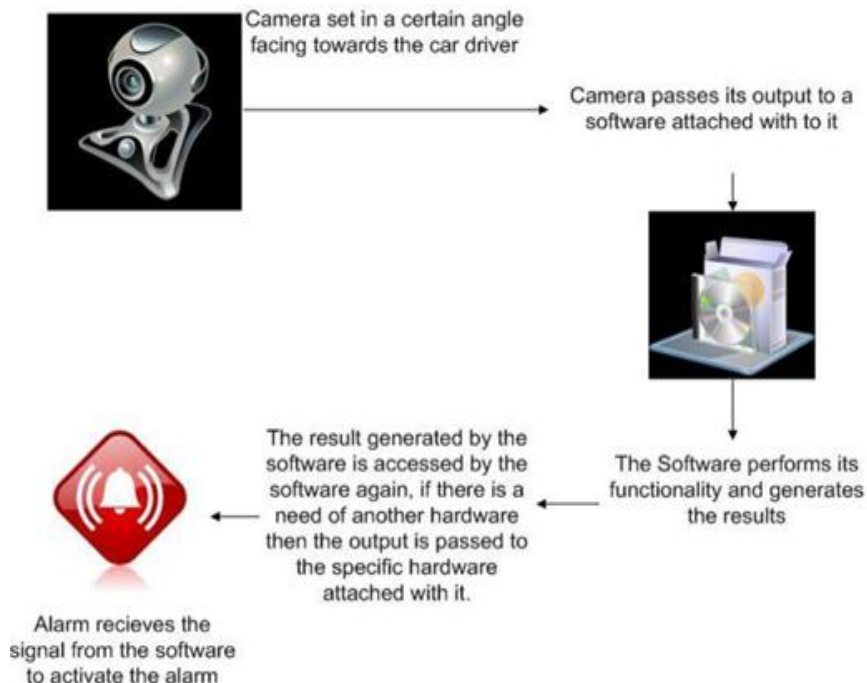 Camera set in a certain angle
facing towards the car driver
Camera passes its output to a
software attached with to it
The Software performs its
functionality and generates
the results
The result generated by the
software is accessed by the
software again, if there is a
need of another hardware
then the output is passed to
the specific hardware
attached with it.
Alarm recieves the
signal from the software
to activate the alarm